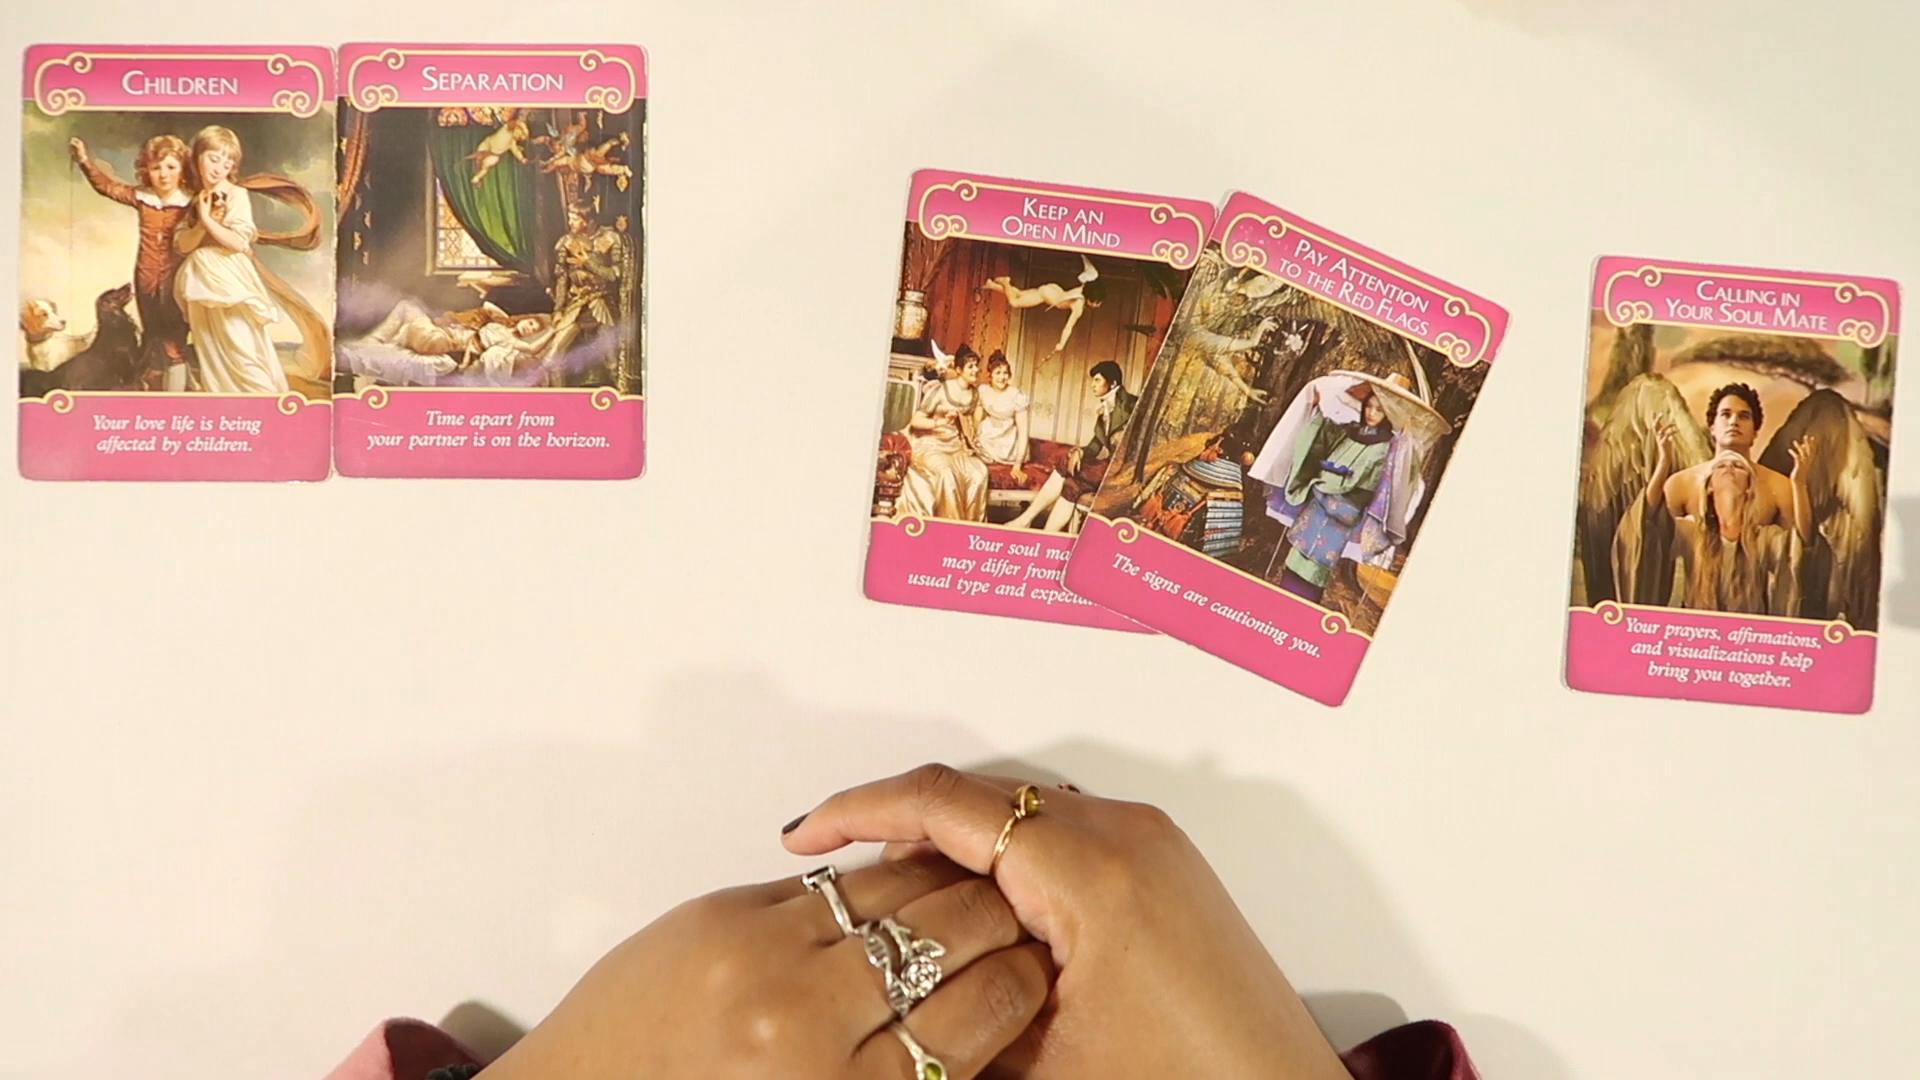 CHILDREN
Your love life is being
affected by children.
SEPARATION
Time apart from
your partner is on the horizon.
KEEP AN
OPEN MIND
Your soul
may differ from
usual type and
PAY ATTENTION
TO THE RED FLAGS
The signs are cautioning you.
CALLING IN
YOUR SOUL MATE
Your prayers, affirmations,
and visualizations help
bring you together.